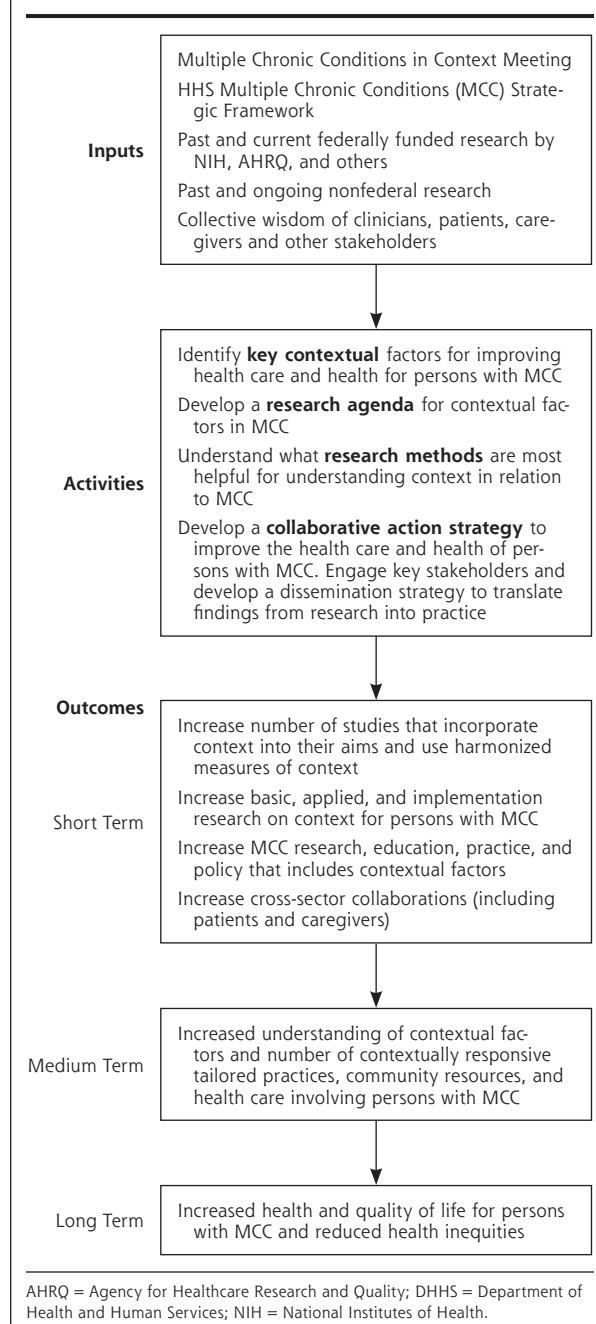 Inputs
Multiple Chronic Conditions in Context Meeting
HHS Multiple Chronic Conditions (MCC) Strate-
gic Framework
Past and current federally funded research by
NIH, AHRQ, and others
Past and ongoing nonfederal research
Collective wisdom of clinicians, patients, care-
givers and other stakeholders
Activities
Identify key contextual factors for improving
health care and health for persons with MCC
Develop a research agenda for contextual fac-
tors in MCC
Understand what research methods are most
helpful for understanding context in relation
to MCC
Develop a collaborative action strategy to
improve the health care and health of per-
sons with MCC. Engage key stakeholders and
develop a dissemination strategy to translate
findings from research into practice
Outcomes
Short Term
Increase number of studies that incorporate
context into their aims and use harmonized
measures of context
Increase basic, applied, and implementation
research on context for persons with MCC
Increase MCC research, education, practice, and
policy that includes contextual factors
Increase cross-sector collaborations (including
patients and caregivers)
Medium Term
Increased understanding of contextual fac-
tors and number of contextually responsive
tailored practices, community resources, and
health care involving persons with MCC
Long Term
Increased health and quality of life for persons
with MCC and reduced health inequities
AHRQ = Agency for Healthcare Research and Quality; DHHS = Department of
Health and Human Services; NIH = National Institutes of Health.